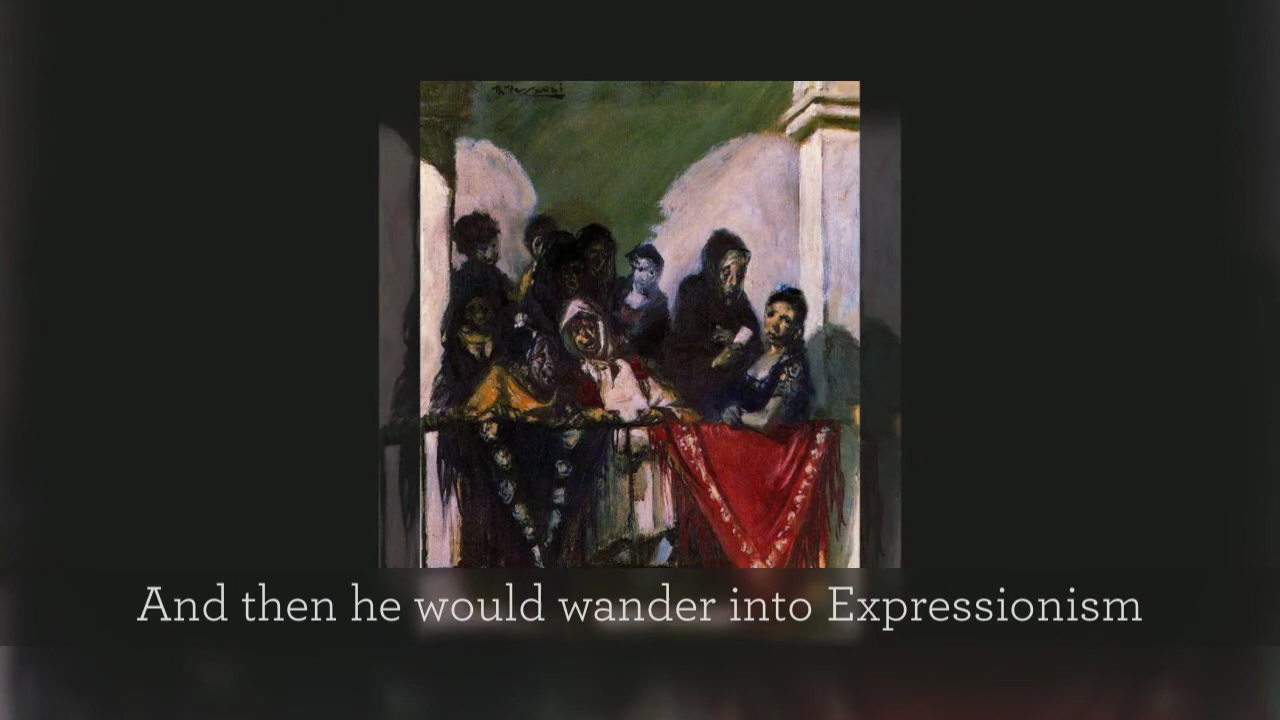 And then he would wander into Expressionism